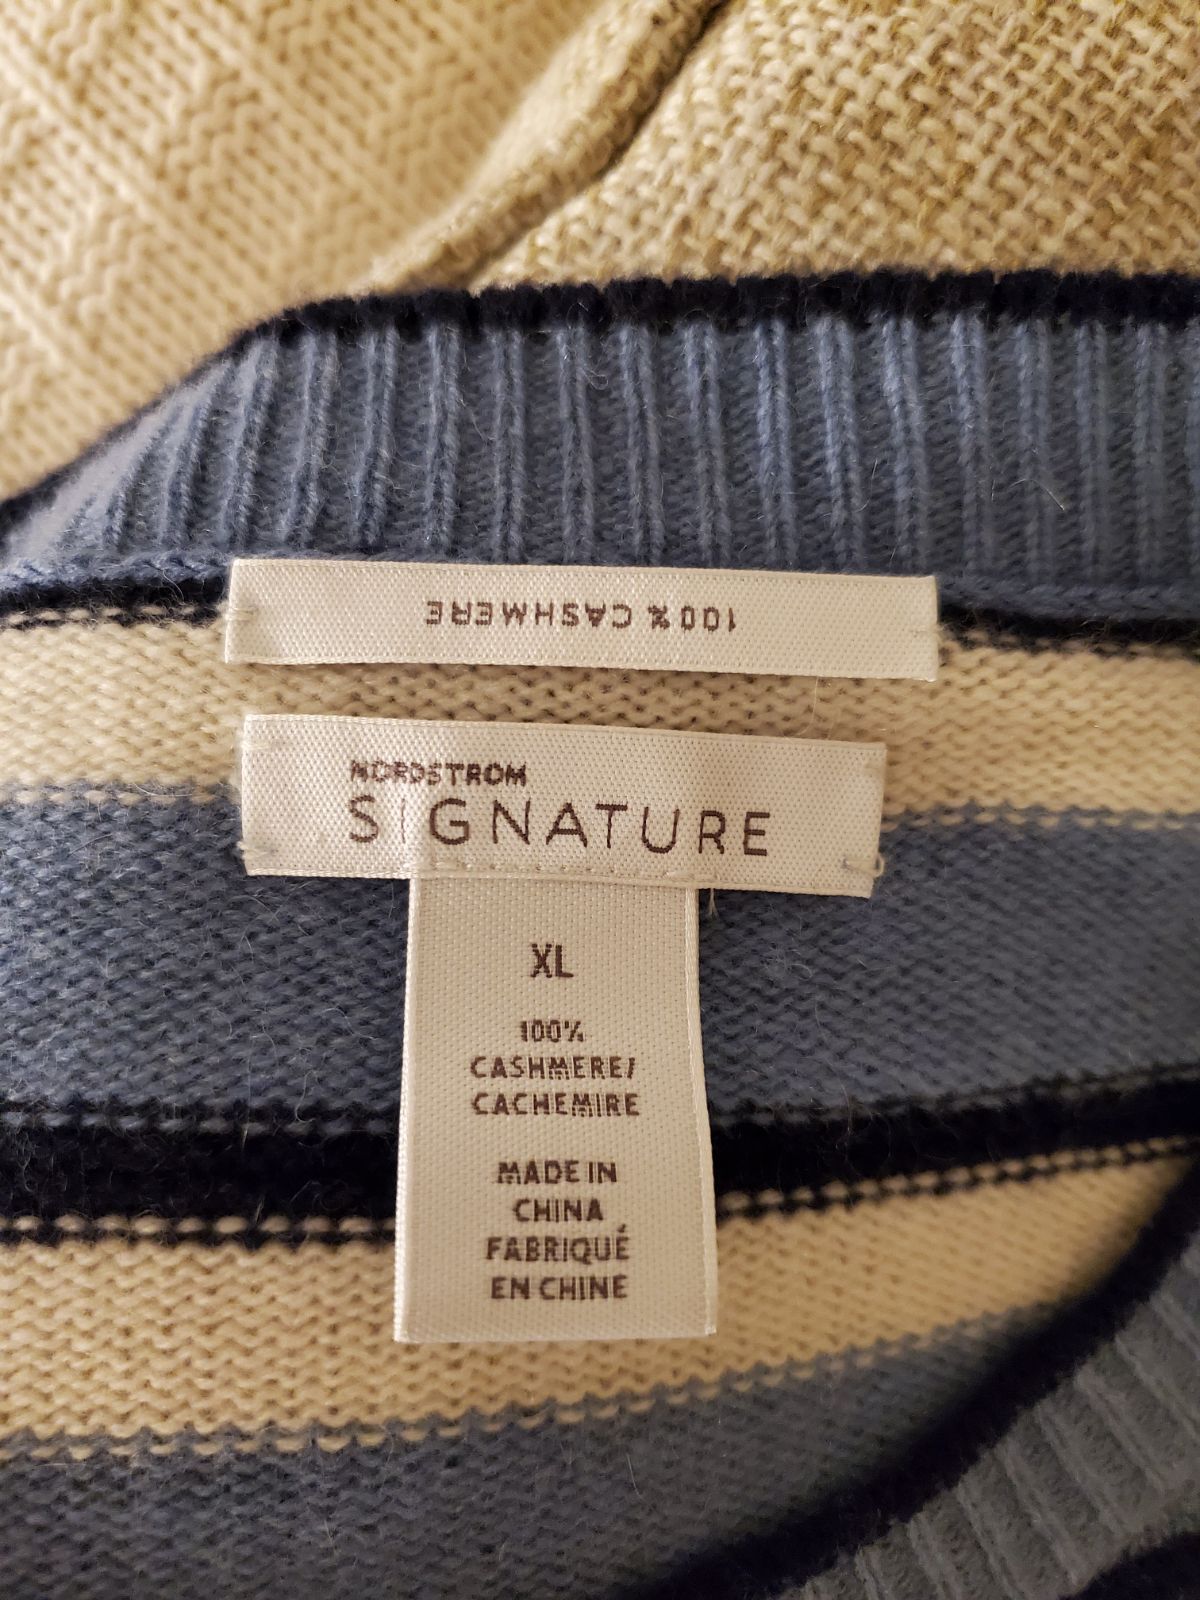 100% CASHMERE
NORDSTROM
SIGNATURE
XL
100%
CASHMERE/
CACHEMIRE
MADE IN
CHINA
FABRIQUÉ
EN CHINE